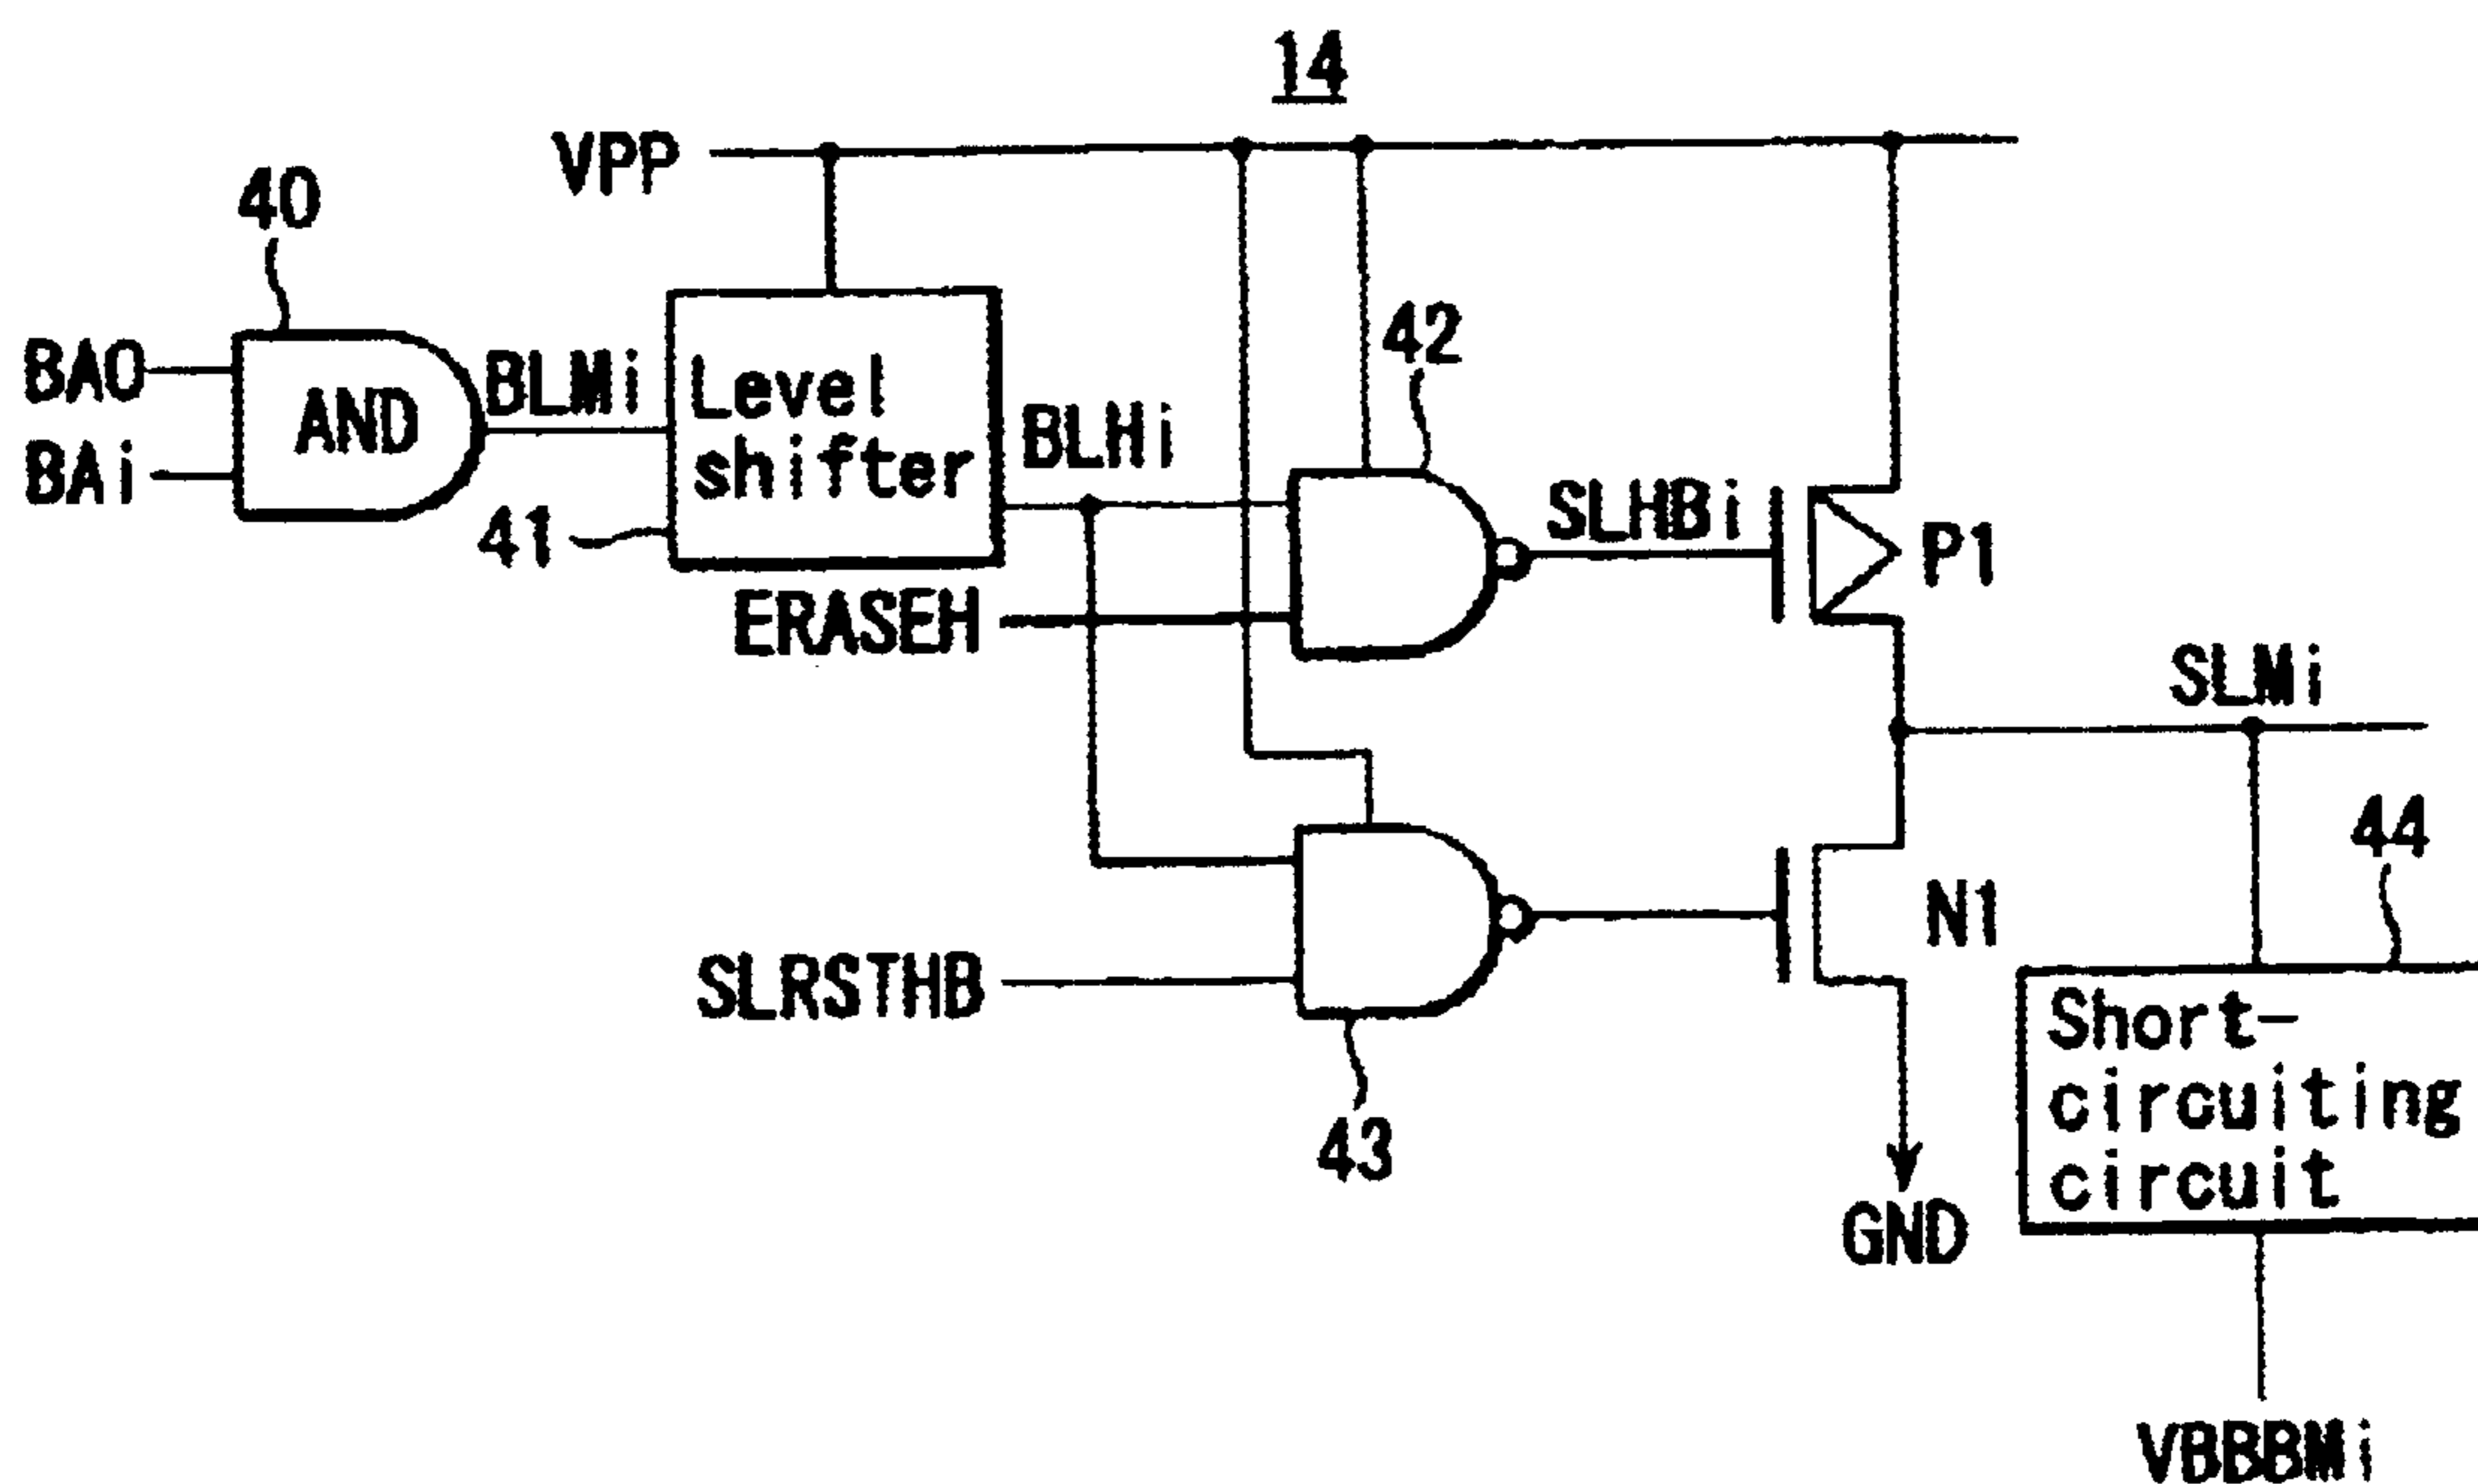 14
VPP
40
BA0
BAi
AND
BLMi
Level
shifter
41
BLHi
ERASEH
42
SLHBi
P1
SLMi
SLRSTHB
43
N1
GND
44
Short-
circuiting
circuit
VBBBMi